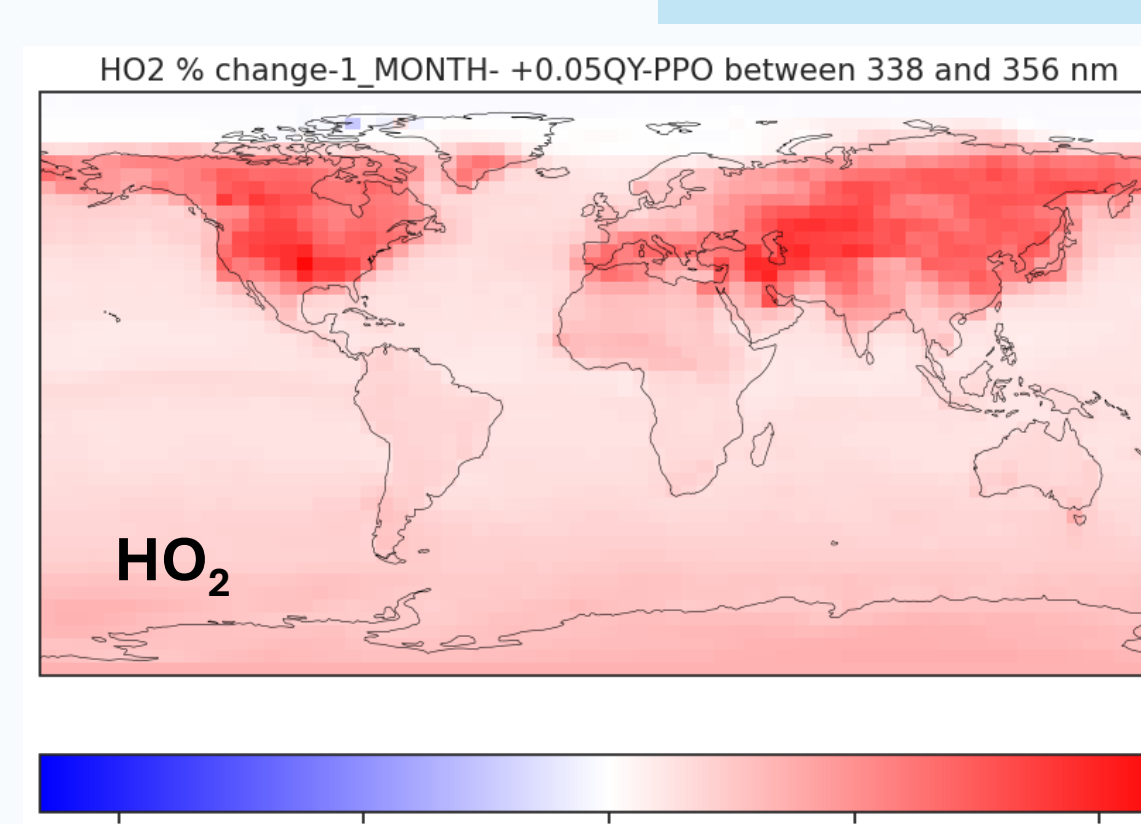 HO2 % change-1_MONTH- +0.05QY-PPO between 338 and 356 nm
HO₂